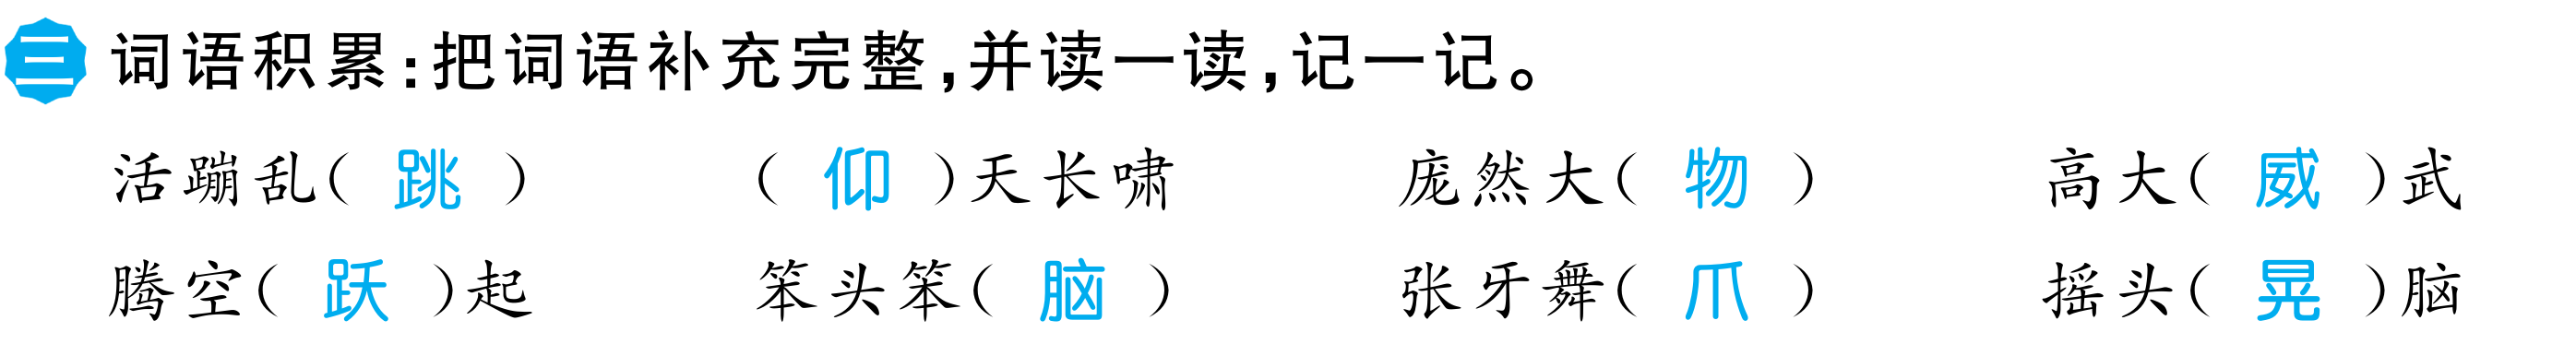 三 词语积累:把词语补充完整,并读一读,记一记。
活蹦乱( 跳 ) ( 仰 )天长啸 庞然大( 物 ) 高大( 威 )武
腾空( 跃 )起 笨头笨( 脑 ) 张牙舞( 爪 ) 摇头( 晃 )脑